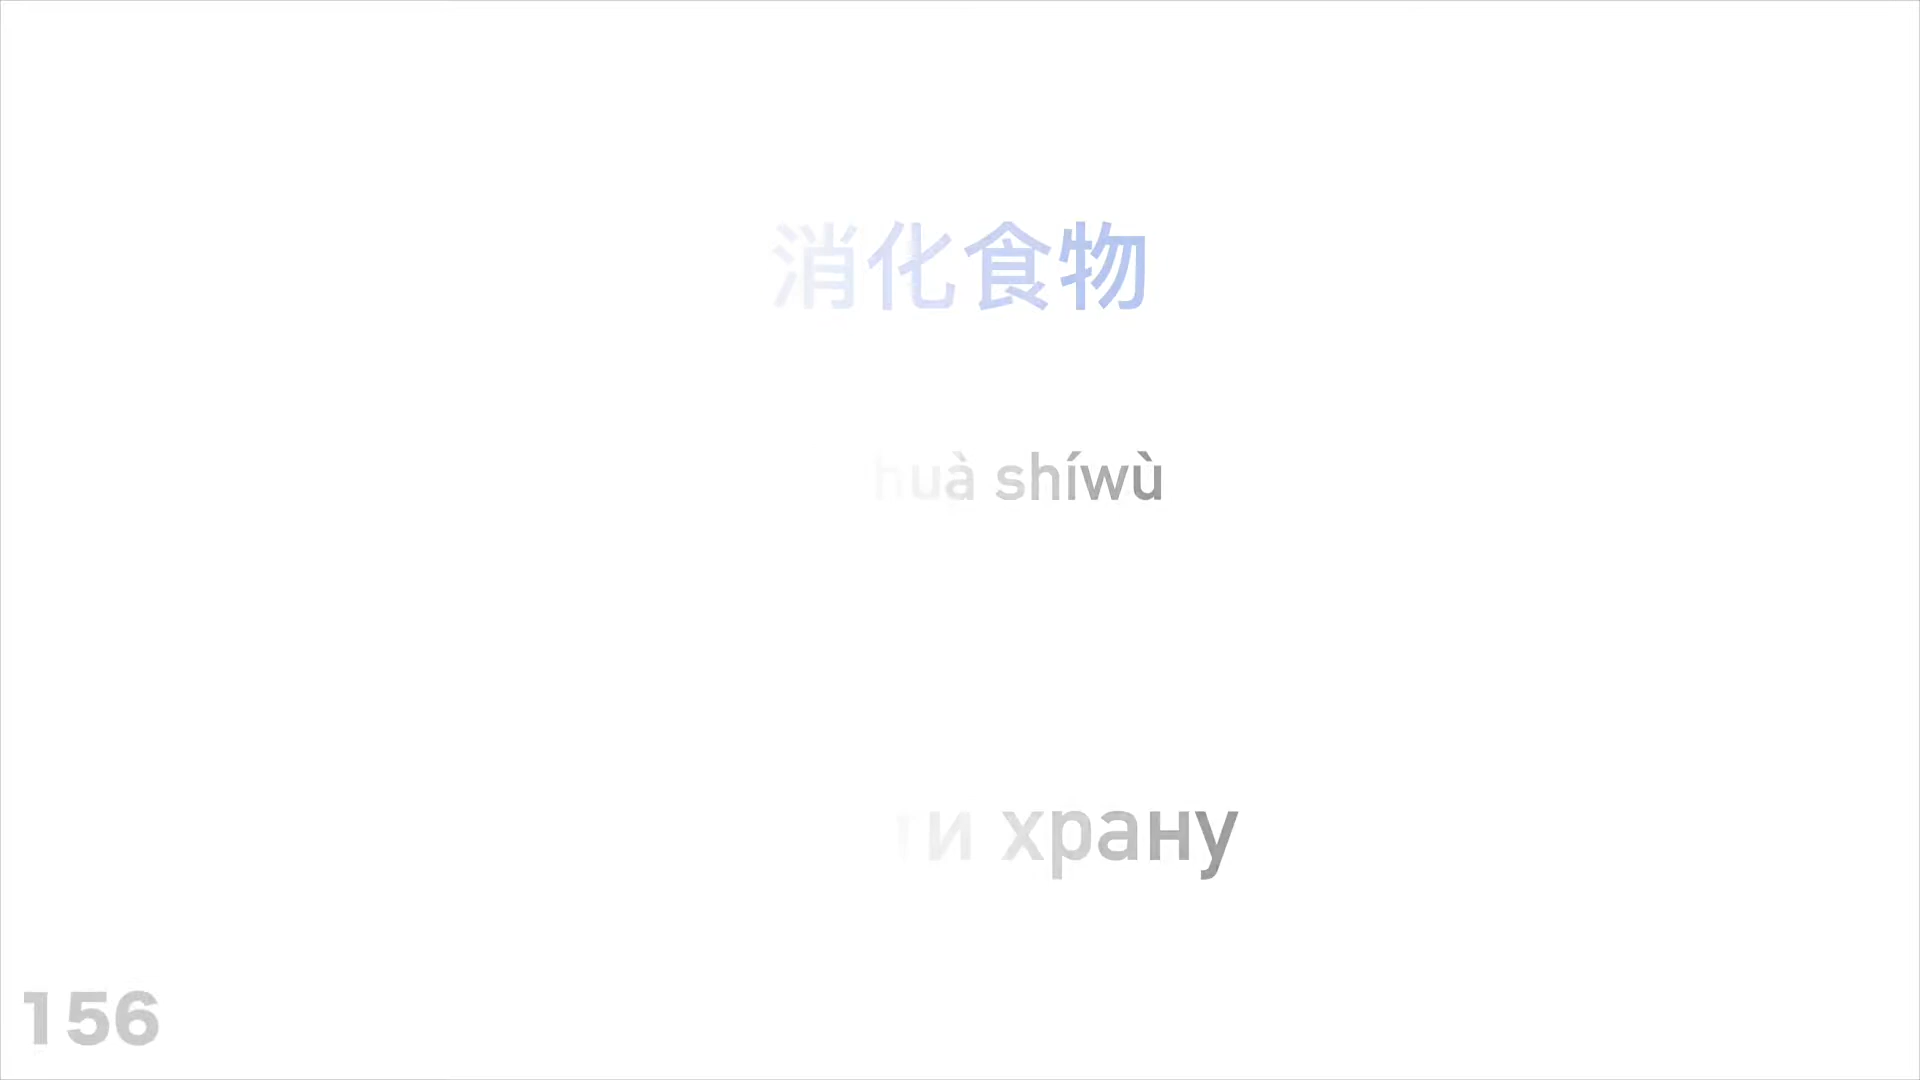 消化食物
huà shíwù
ти храну
156